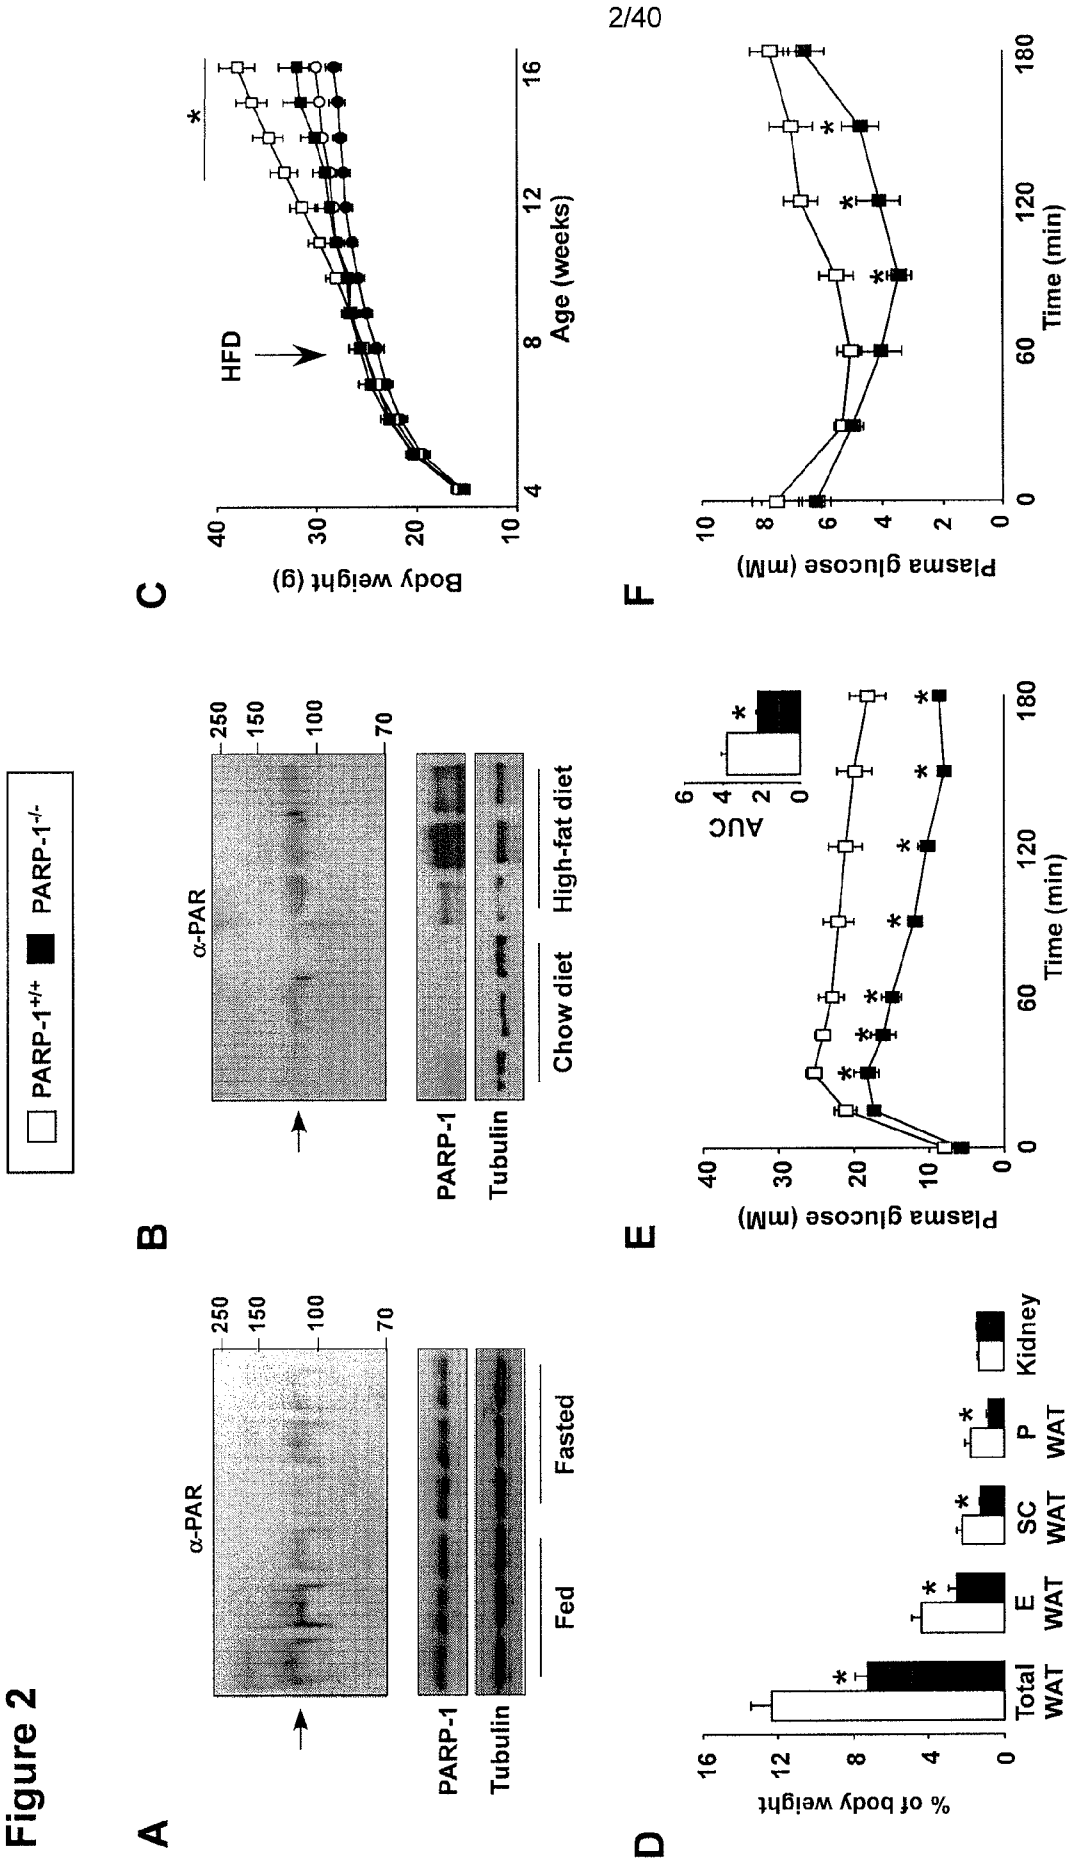 2/40
Figure 2
PARP-1+/+ PARP-1-/-
A
α-PAR
250
150
100
70
PARP-1
Tubulin
Fed Fasted
B
α-PAR
250
150
100
70
PARP-1
Tubulin
Chow diet High-fat diet
C
Body weight (g)
40
30
20
10
HFD
*
4 8 12 16
Age (weeks)
D
% of body weight
16
12
8
4
0
* * * *
Total E SC P Kidney
WAT WAT WAT WAT
E
Plasma glucose (mM)
40
30
20
10
0
* * * * * * *
AUC
6
4
2
0
*
0 60 120 180
Time (min)
F
Plasma glucose (mM)
10
8
6
4
2
0
* * *
0 60 120 180
Time (min)